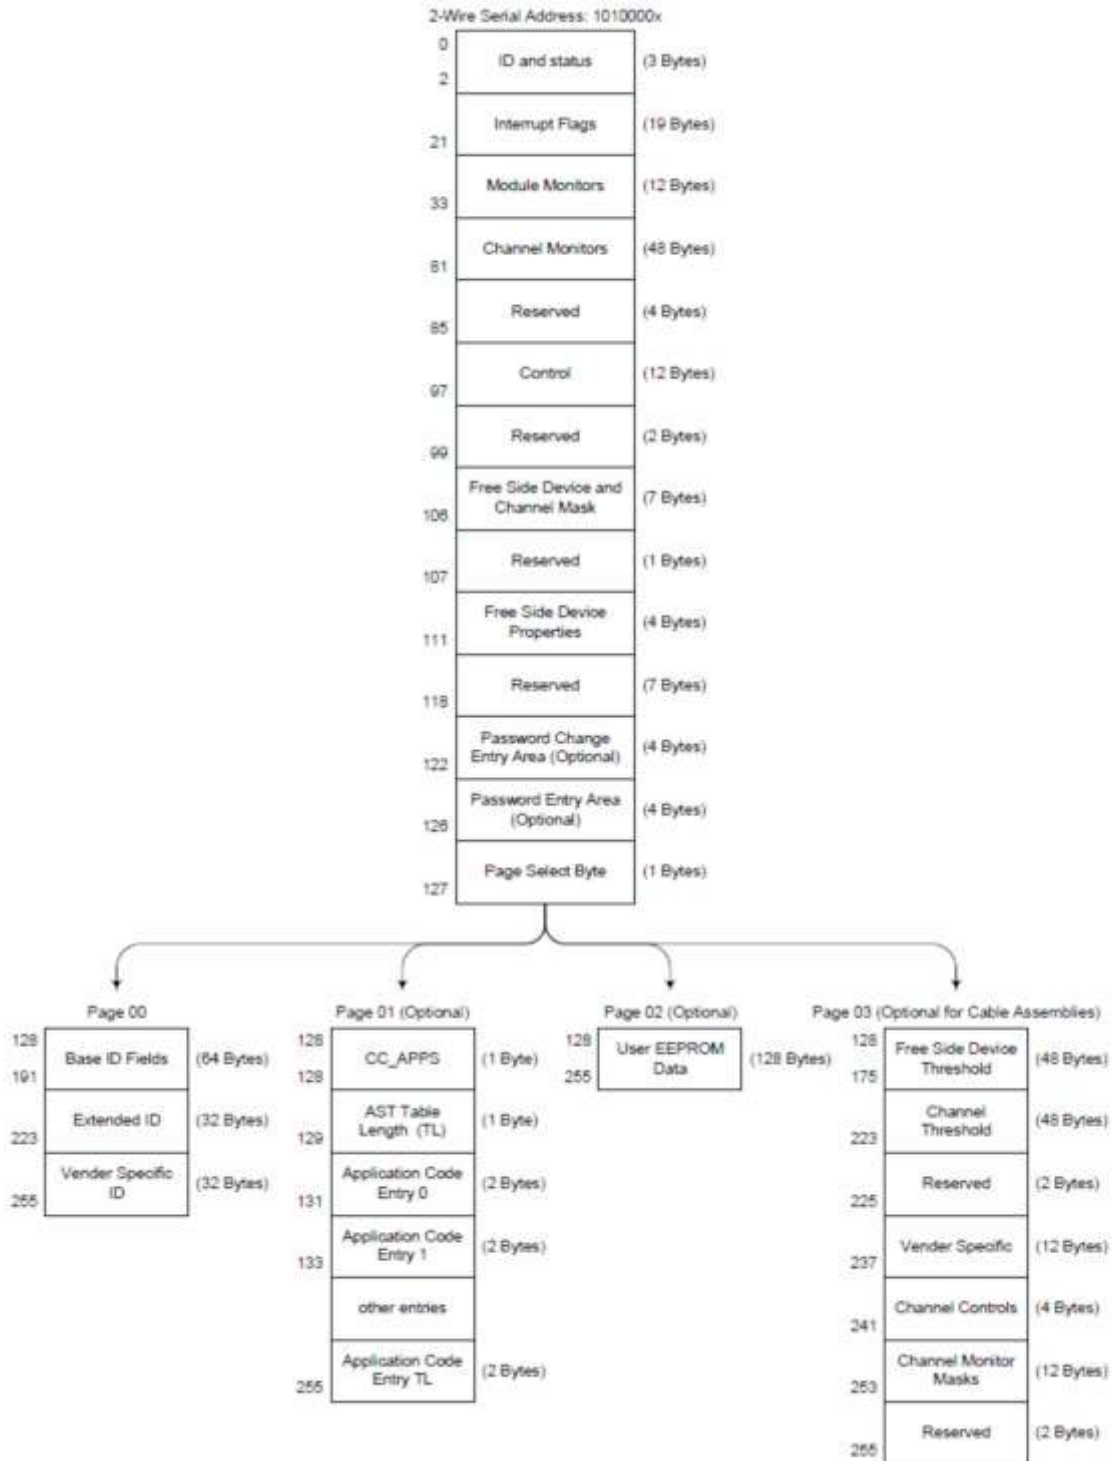 2-Wire Serial Address: 1010000x
0
ID and status
(3 Bytes)
2
Interrupt Flags
(19 Bytes)
21
Module Monitors
(12 Bytes)
33
Channel Monitors
(48 Bytes)
81
Reserved
(4 Bytes)
85
Control
(12 Bytes)
97
Reserved
(2 Bytes)
99
Free Side Device and
Channel Mask
(7 Bytes)
106
Reserved
(1 Bytes)
107
Free Side Device
Properties
(4 Bytes)
111
Reserved
(7 Bytes)
118
Password Change
Entry Area (Optional)
(4 Bytes)
122
Password Entry Area
(Optional)
(4 Bytes)
126
Page Select Byte
(1 Bytes)
127
Page 00
128
Base ID Fields
(64 Bytes)
191
Extended ID
(32 Bytes)
223
Vender Specific
ID
(32 Bytes)
255
Page 01 (Optional)
128
CC_APPS
(1 Byte)
128
AST Table
Length (TL)
(1 Byte)
129
Application Code
Entry 0
(2 Bytes)
131
Application Code
Entry 1
(2 Bytes)
133
other entries
Application Code
Entry TL
(2 Bytes)
255
Page 02 (Optional)
128
User EEPROM
Data
(128 Bytes)
255
Page 03 (Optional for Cable Assemblies)
128
Free Side Device
Threshold
(48 Bytes)
175
Channel
Threshold
(48 Bytes)
223
Reserved
(2 Bytes)
225
Vender Specific
(12 Bytes)
237
Channel Controls
(4 Bytes)
241
Channel Monitor
Masks
(12 Bytes)
253
Reserved
(2 Bytes)
255